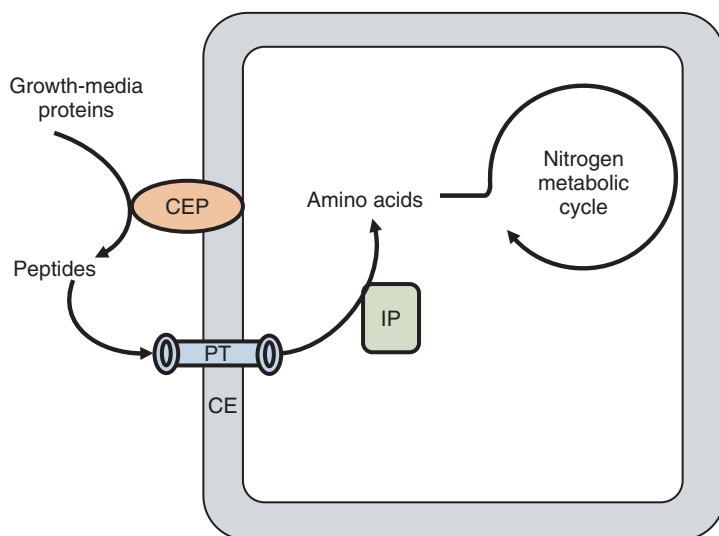 Growth-media
proteins
CEP
Peptides
PT
CE
Amino acids
IP
Nitrogen
metabolic
cycle